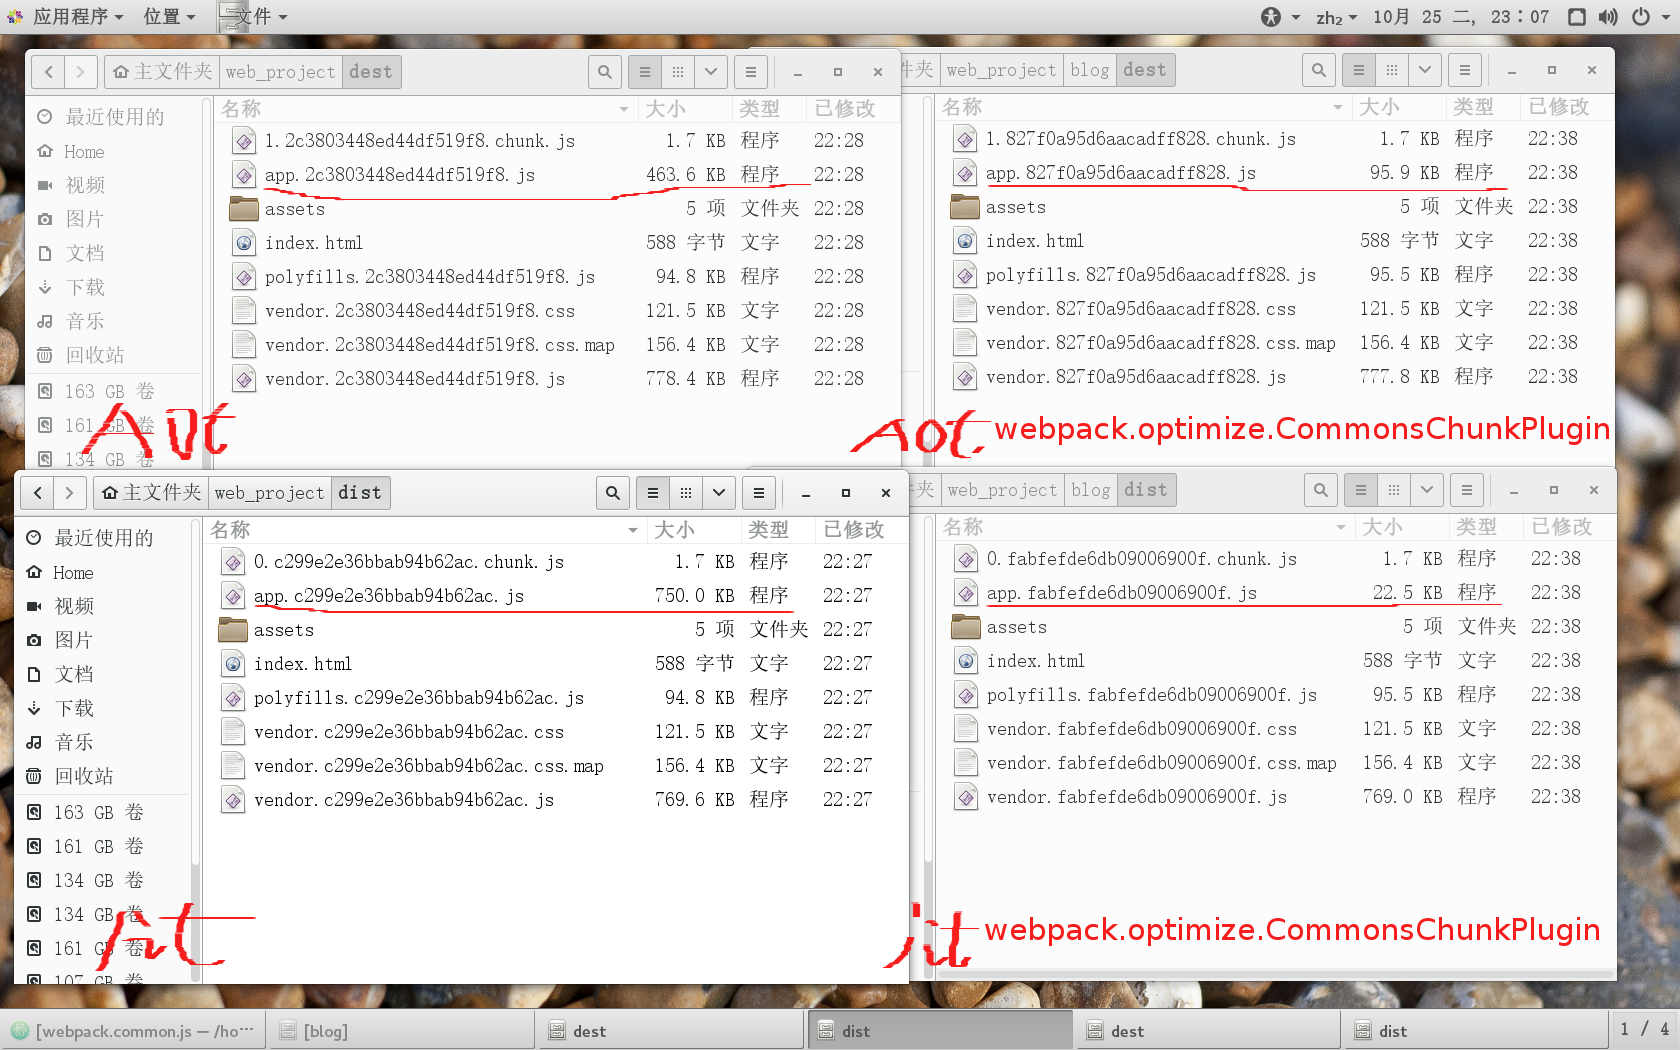 应用程序 位置 文件 zh₂ 10月 25 二, 23：07
主文件夹 web_project dest
名称 大小 类型 已修改
最近使用的
Home
视频
图片
文档
下载
音乐
回收站
163 GB 卷
161 GB 卷
134 GB 卷
1.2c3803448ed44df519f8.chunk.js 1.7 KB 程序 22:28
app.2c3803448ed44df519f8.js 463.6 KB 程序 22:28
assets 5 项 文件夹 22:28
index.html 588 字节 文字 22:28
polyfills.2c3803448ed44df519f8.js 94.8 KB 程序 22:28
vendor.2c3803448ed44df519f8.css 121.5 KB 文字 22:28
vendor.2c3803448ed44df519f8.css.map 156.4 KB 文字 22:28
vendor.2c3803448ed44df519f8.js 778.4 KB 程序 22:28
件夹 web_project blog dest
名称 大小 类型 已修改
1.827f0a95d6aacadff828.chunk.js 1.7 KB 程序 22:38
app.827f0a95d6aacadff828.js 95.9 KB 程序 22:38
assets 5 项 文件夹 22:38
index.html 588 字节 文字 22:38
polyfills.827f0a95d6aacadff828.js 95.5 KB 程序 22:38
vendor.827f0a95d6aacadff828.css 121.5 KB 文字 22:38
vendor.827f0a95d6aacadff828.css.map 156.4 KB 文字 22:38
vendor.827f0a95d6aacadff828.js 777.8 KB 程序 22:38
Aot
Aot webpack.optimize.CommonsChunkPlugin
主文件夹 web_project dist
名称 大小 类型 已修改
最近使用的
Home
视频
图片
文档
下载
音乐
回收站
163 GB 卷
161 GB 卷
134 GB 卷
134 GB 卷
161 GB 卷
107 GB 卷
0.c299e2e36bbab94b62ac.chunk.js 1.7 KB 程序 22:27
app.c299e2e36bbab94b62ac.js 750.0 KB 程序 22:27
assets 5 项 文件夹 22:27
index.html 588 字节 文字 22:27
polyfills.c299e2e36bbab94b62ac.js 94.8 KB 程序 22:27
vendor.c299e2e36bbab94b62ac.css 121.5 KB 文字 22:27
vendor.c299e2e36bbab94b62ac.css.map 156.4 KB 文字 22:27
vendor.c299e2e36bbab94b62ac.js 769.6 KB 程序 22:27
夹 web_project blog dist
名称 大小 类型 已修改
0.fabfefde6db09006900f.chunk.js 1.7 KB 程序 22:38
app.fabfefde6db09006900f.js 22.5 KB 程序 22:38
assets 5 项 文件夹 22:38
index.html 588 字节 文字 22:38
polyfills.fabfefde6db09006900f.js 95.5 KB 程序 22:38
vendor.fabfefde6db09006900f.css 121.5 KB 文字 22:38
vendor.fabfefde6db09006900f.css.map 156.4 KB 文字 22:38
vendor.fabfefde6db09006900f.js 769.0 KB 程序 22:38
jit webpack.optimize.CommonsChunkPlugin
[webpack.common.js — /ho··· [blog] dest dist dest dist 1 / 4